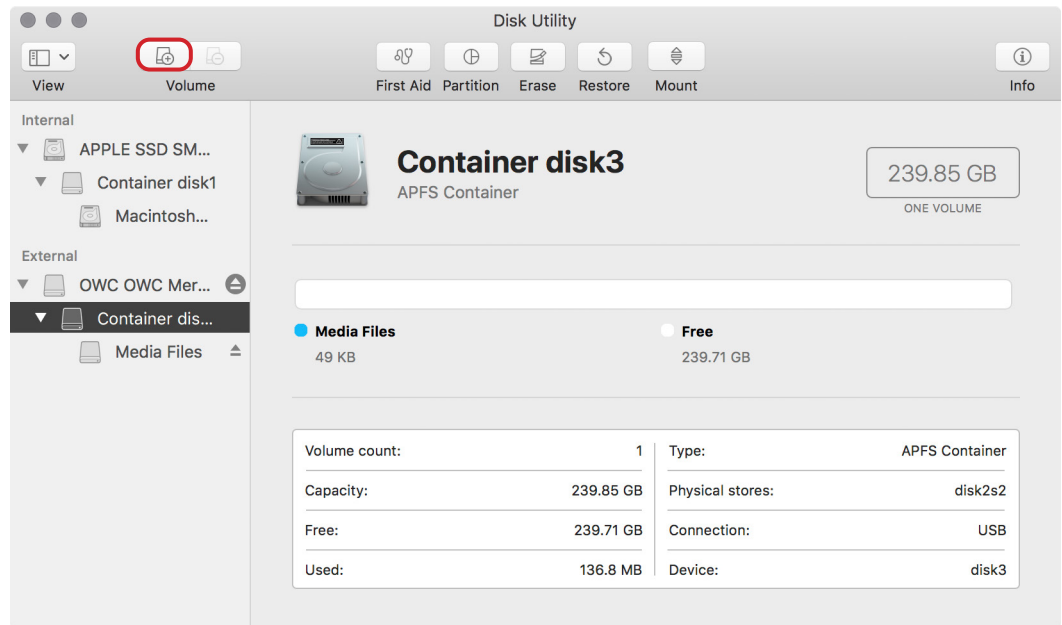 Disk Utility
View
Volume
First Aid
Partition
Erase
Restore
Mount
Info
Internal
APPLE SSD SM...
Container disk1
Macintosh...
External
OWC OWC Mer...
Container dis...
Media Files
Container disk3
APFS Container
239.85 GB
ONE VOLUME
Media Files
49 KB
Free
239.71 GB
Volume count: 1
Capacity: 239.85 GB
Free: 239.71 GB
Used: 136.8 MB
Type: APFS Container
Physical stores: disk2s2
Connection: USB
Device: disk3